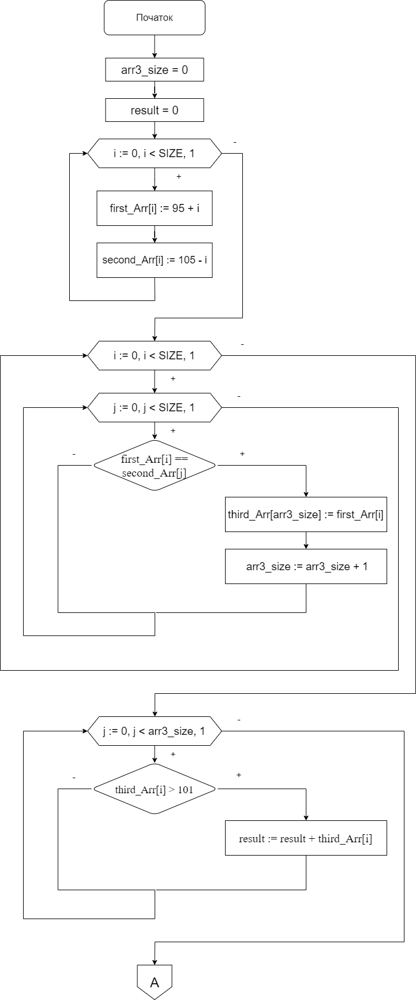 Початок
arr3_size = 0
result = 0
i := 0, i < SIZE, 1
-
+
first_Arr[i] := 95 + i
second_Arr[i] := 105 - i
i := 0, i < SIZE, 1
-
+
j := 0, j < SIZE, 1
-
+
-
first_Arr[i] ==
second_Arr[j]
+
third_Arr[arr3_size] := first_Arr[i]
arr3_size := arr3_size + 1
j := 0, j < arr3_size, 1
-
+
-
third_Arr[i] > 101
+
result := result + third_Arr[i]
A